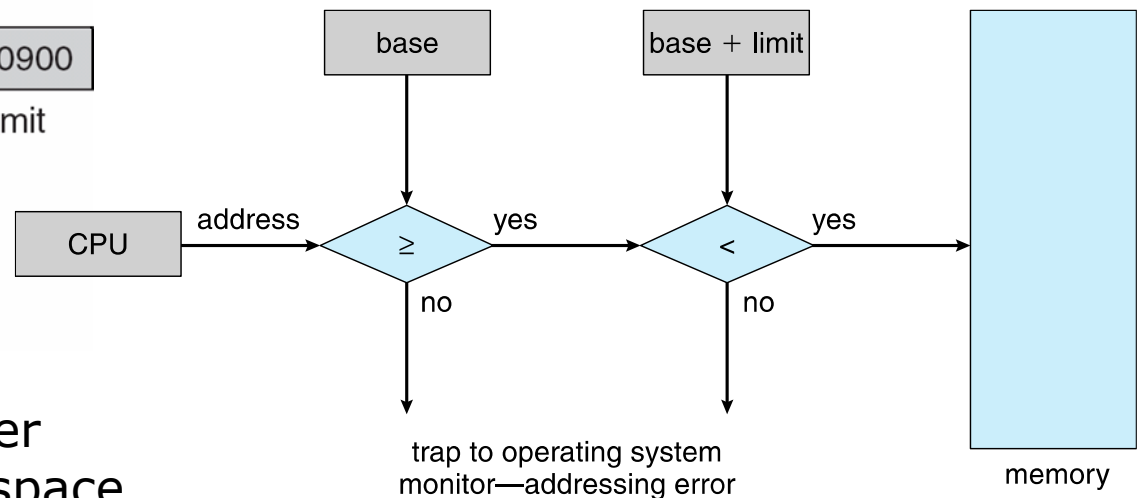 0900
mit
base
base + limit
CPU
address
≥
yes
<
yes
no
no
trap to operating system
monitor—addressing error
memory
er
space